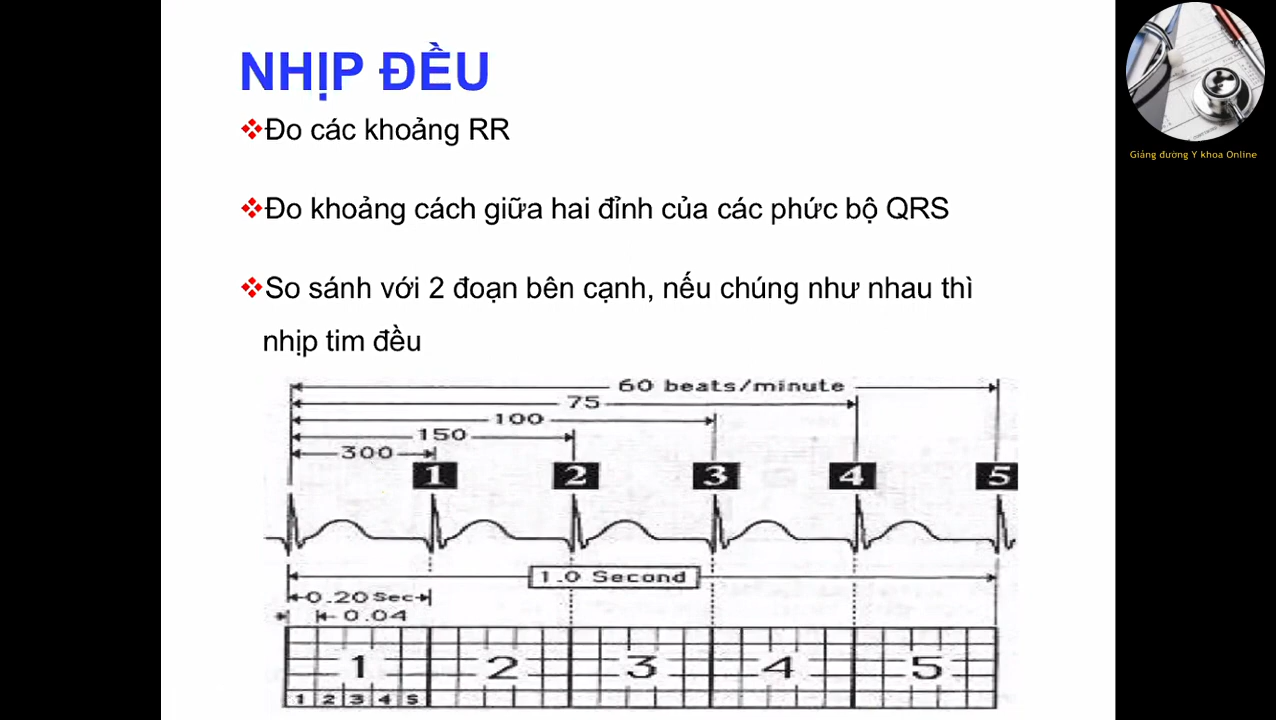 NHỊP ĐỀU
Đo các khoảng RR
Đo khoảng cách giữa hai đỉnh của các phức bộ QRS
So sánh với 2 đoạn bên cạnh, nếu chúng như nhau thì
nhịp tim đều
Giảng đường Y khoa Online
60 beats/minute
75
100
150
300
1 2 3 4 5
1.0 Second
0.20 Sec
0.04
1 2 3 4 5
1 2 3 4 5